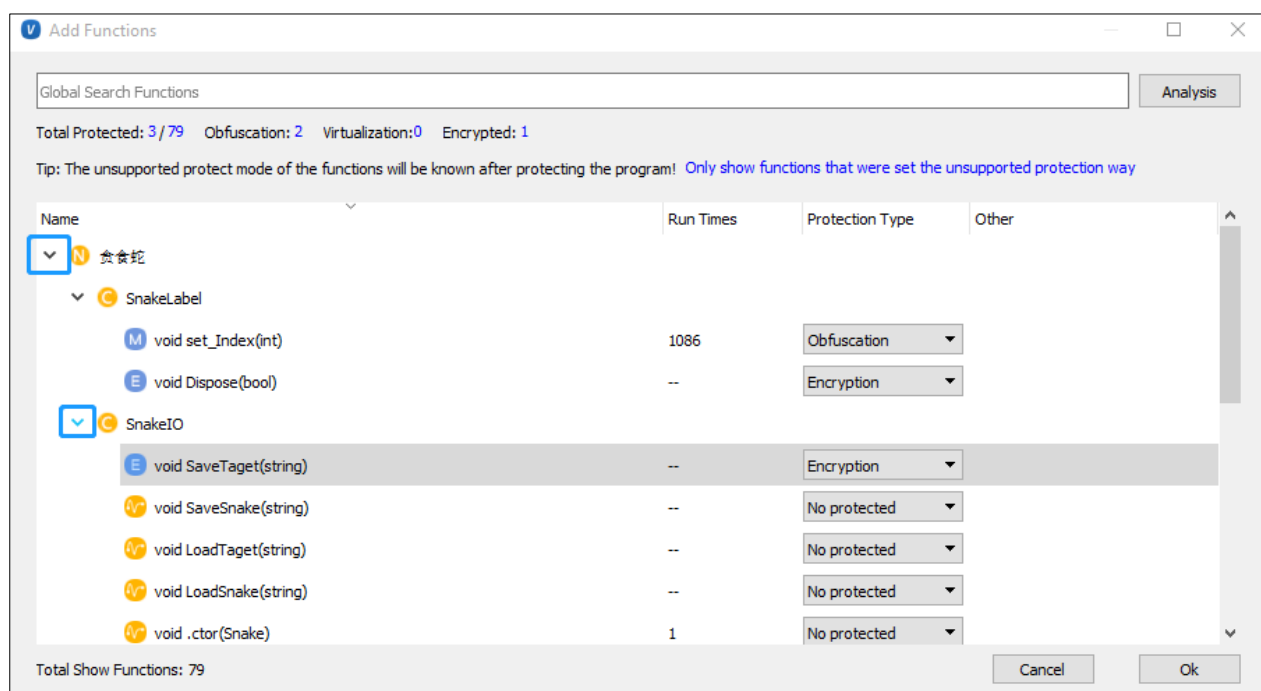 V Add Functions
Global Search Functions Analysis
Total Protected: 3 / 79 Obfuscation: 2 Virtualization:0 Encrypted: 1
Tip: The unsupported protect mode of the functions will be known after protecting the program! Only show functions that were set the unsupported protection way
Name Run Times Protection Type Other
N 贪食蛇
C SnakeLabel
M void set_Index(int) 1086 Obfuscation
E void Dispose(bool) -- Encryption
C SnakeIO
E void SaveTaget(string) -- Encryption
void SaveSnake(string) -- No protected
void LoadTaget(string) -- No protected
void LoadSnake(string) -- No protected
void .ctor(Snake) 1 No protected
Total Show Functions: 79 Cancel Ok